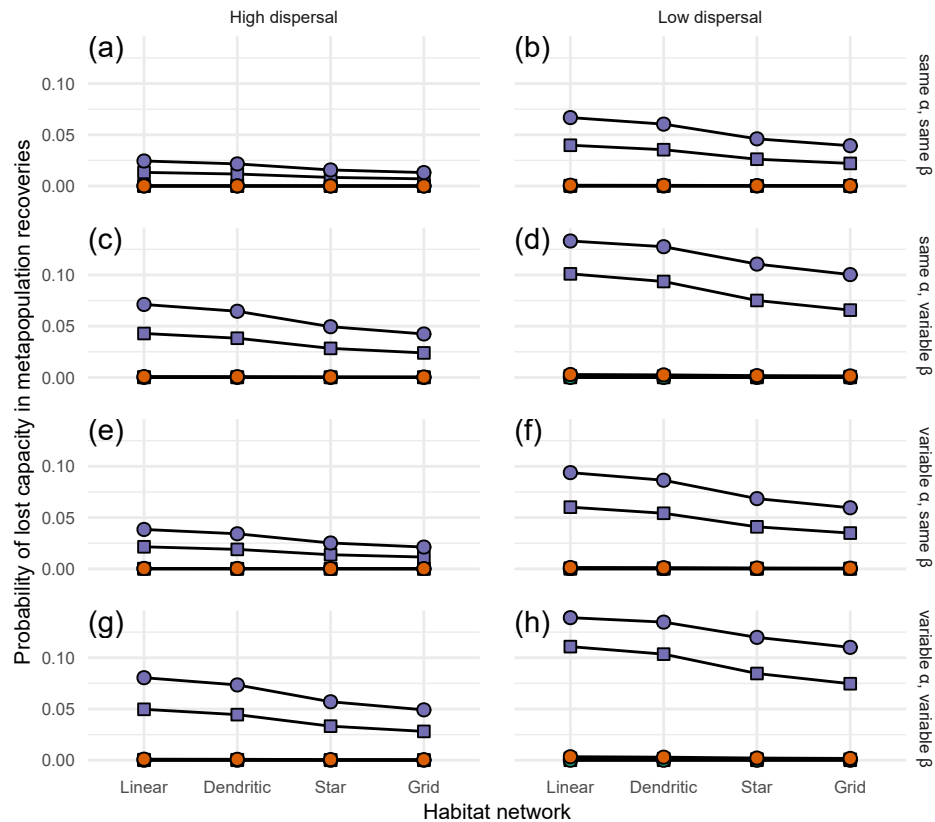 High dispersal
Low dispersal
(a)
(b)
0.10
0.05
0.00
same α, same β
(c)
(d)
0.10
0.05
0.00
same α, variable β
(e)
(f)
0.10
0.05
0.00
variable α, same β
(g)
(h)
0.10
0.05
0.00
variable α, variable β
Probability of lost capacity in metapopulation recoveries
Linear Dendritic Star Grid
Linear Dendritic Star Grid
Habitat network